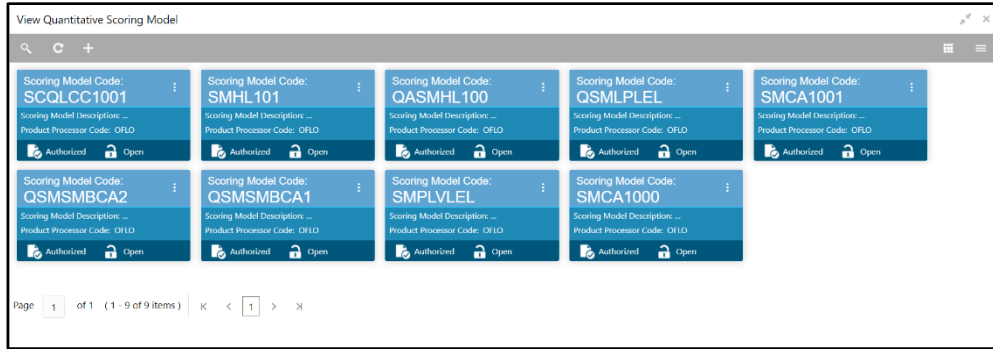 View Quantitative Scoring Model
Scoring Model Code: Scoring Model Code: Scoring Model Code: Scoring Model Code: Scoring Model Code:
SCQLCC1001 SMHL101 QASMHL100 QSMLPLEL SMCA1001
Scoring Model Description: ... Scoring Model Description: ... Scoring Model Description: ... Scoring Model Description: ... Scoring Model Description: ...
Product Processor Code: OFLO Product Processor Code: OFLO Product Processor Code: OFLO Product Processor Code: OFLO Product Processor Code: OFLO
Authorized Open Authorized Open Authorized Open Authorized Open Authorized Open
Scoring Model Code: Scoring Model Code: Scoring Model Code: Scoring Model Code:
QSMSMBCA2 QSMSMBCA1 SMPLVLEL SMCA1000
Scoring Model Description: ... Scoring Model Description: ... Scoring Model Description: ... Scoring Model Description: ...
Product Processor Code: OFLO Product Processor Code: OFLO Product Processor Code: OFLO Product Processor Code: OFLO
Authorized Open Authorized Open Authorized Open Authorized Open
Page 1 of 1 ( 1 - 9 of 9 items ) 1